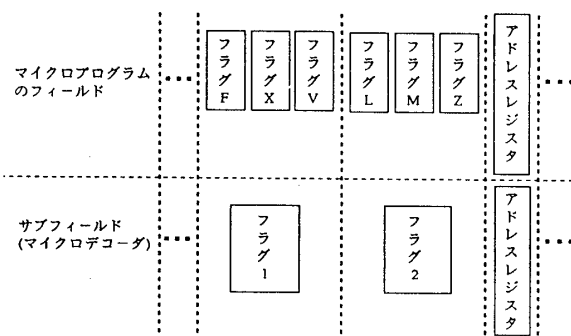 マイクロプログラム
のフィールド
フラグF
フラグX
フラグV
フラグL
フラグM
フラグZ
アドレスレジスタ
サブフィールド
(マイクロデコーダ)
フラグ1
フラグ2
アドレスレジスタ